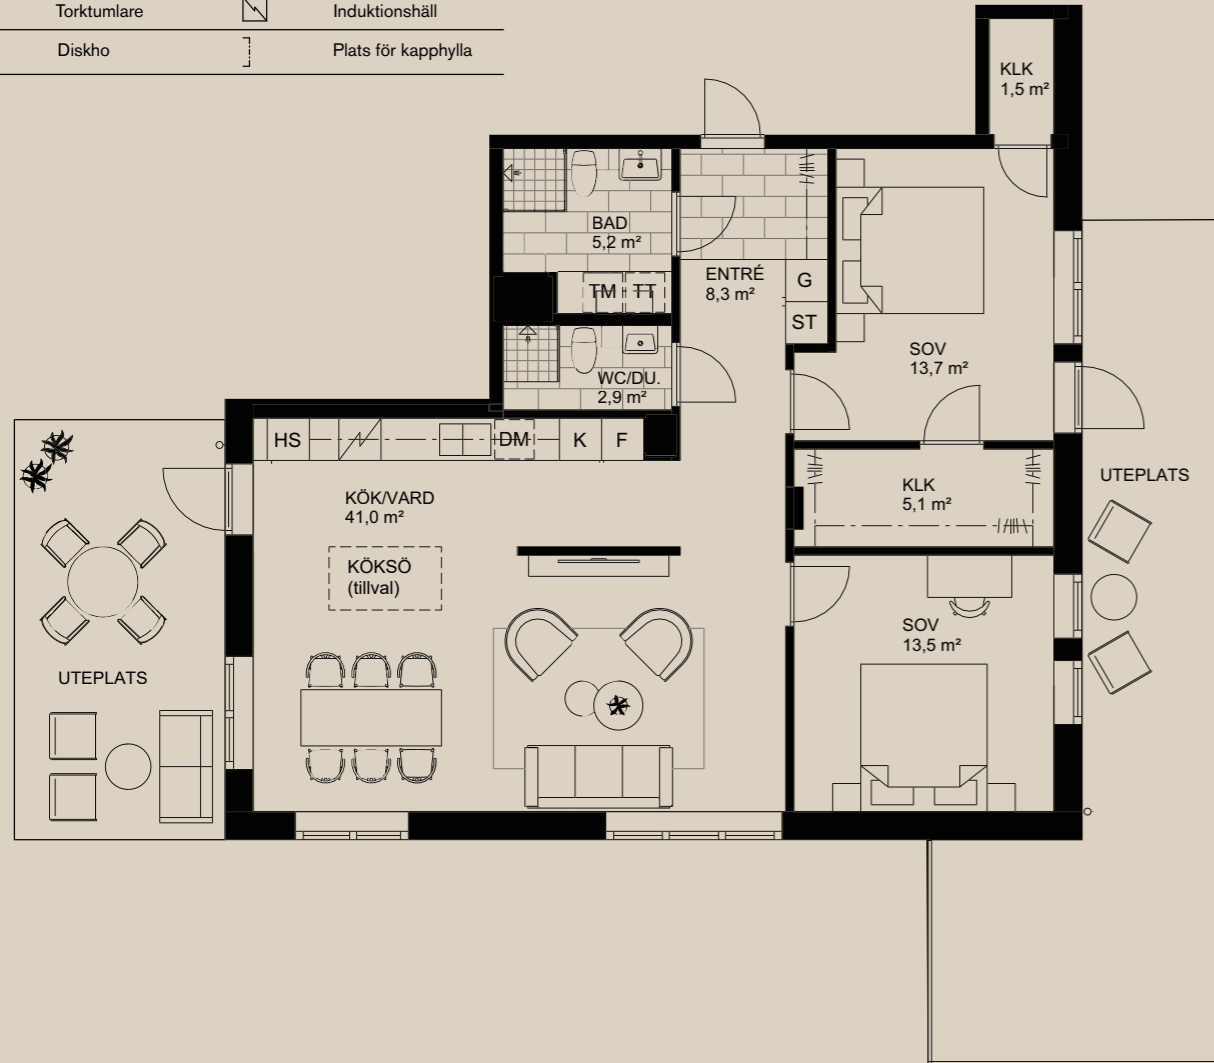 Torktumlare
Induktionshäll
Diskho
Plats för kapphylla
KLK
1,5 m²
BAD
5,2 m²
TM
TT
ENTRÉ
8,3 m²
G
ST
SOV
13,7 m²
WC/DU.
2,9 m²
HS
DM
K
F
KÖK/VARD
41,0 m²
KLK
5,1 m²
UTEPLATS
KÖKSÖ
(tillval)
SOV
13,5 m²
UTEPLATS